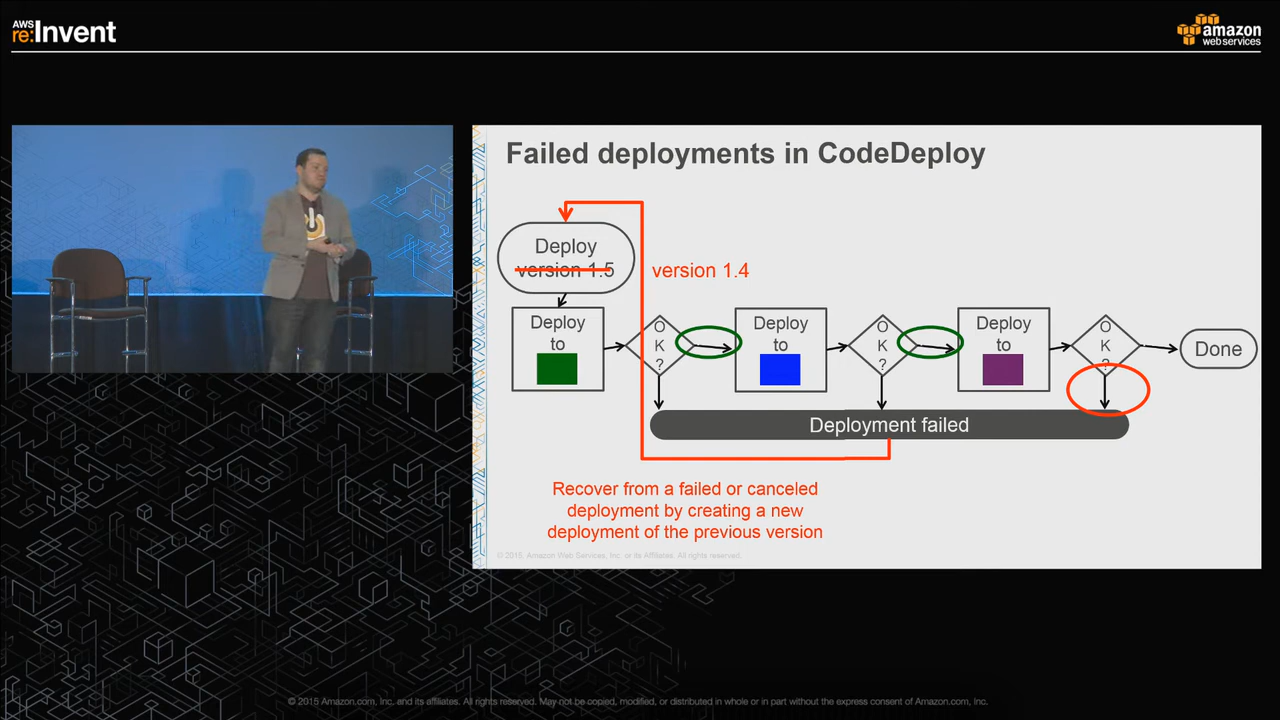 AWS
re:Invent
amazon
web services
Failed deployments in CodeDeploy
Deploy
version 1.5
version 1.4
Deploy
to
O
K
?
Deploy
to
O
K
?
Deploy
to
O
K
?
Done
Deployment failed
Recover from a failed or canceled
deployment by creating a new
deployment of the previous version
© 2015 Amazon Web Services, Inc. or its Affiliates. All rights reserved.
© 2015 Amazon.com, Inc. and its affiliates. All rights reserved. May not be copied, modified, or distributed in whole or in part without the express consent of Amazon.com, Inc.